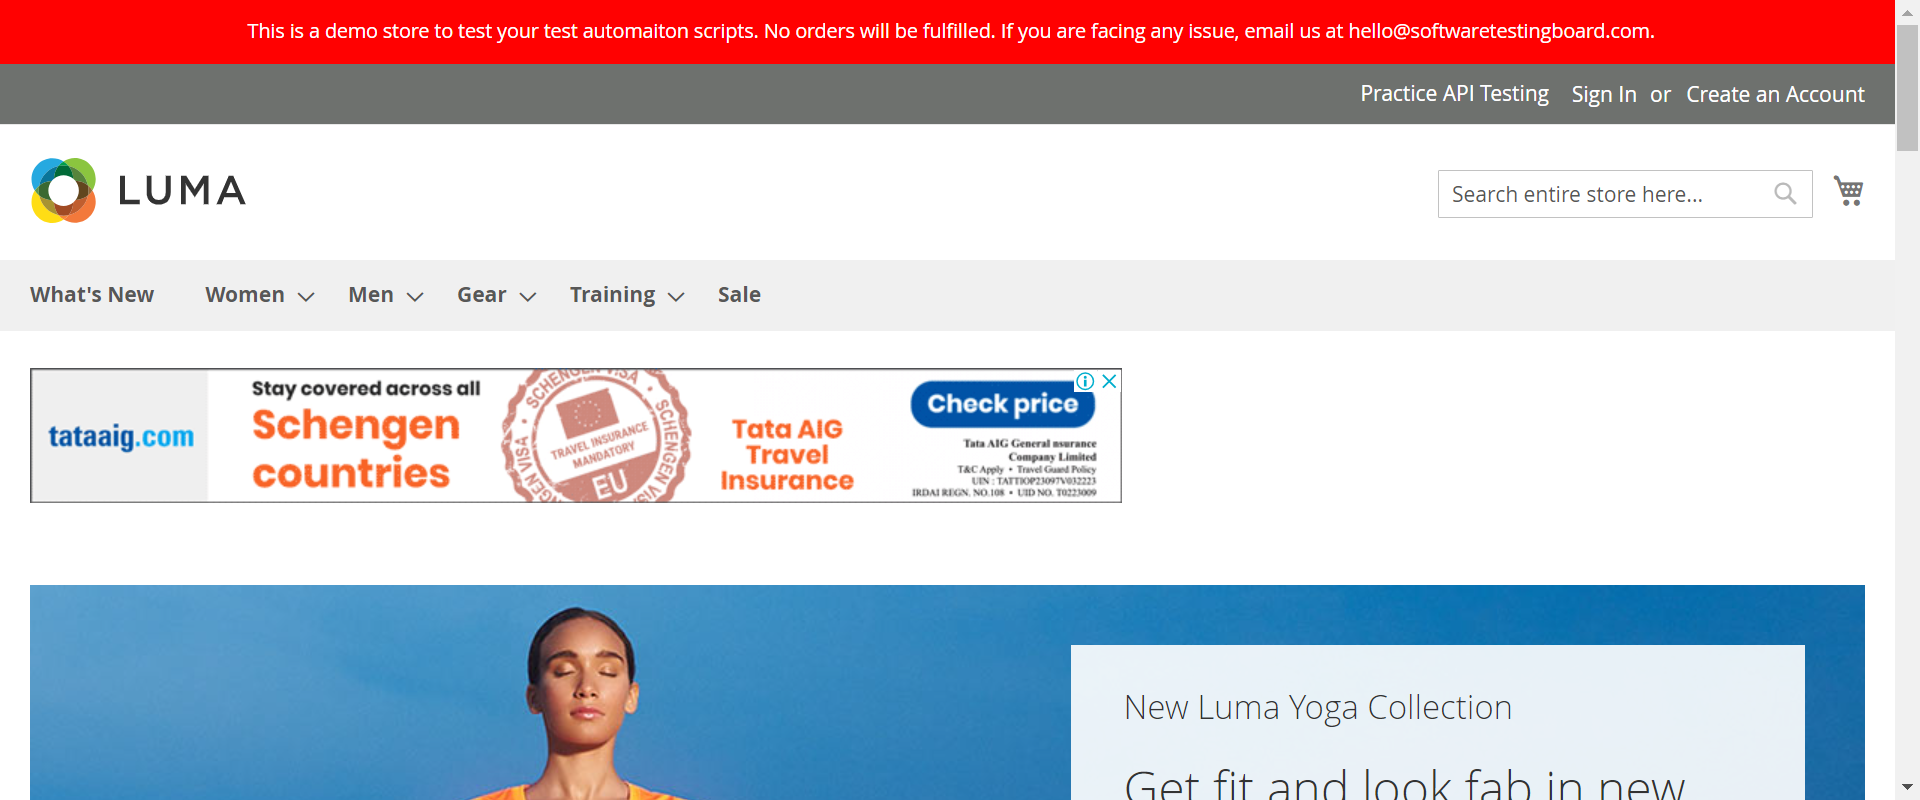 This is a demo store to test your test automaiton scripts. No orders will be fulfilled. If you are facing any issue, email us at hello@softwaretestingboard.com.
Practice API Testing Sign In or Create an Account
LUMA
Search entire store here...
What's New Women Men Gear Training Sale
tataaig.com
Stay covered across all
Schengen
countries
SCHENGEN VISA
TRAVEL INSURANCE
MANDATORY
EU
Tata AIG
Travel
Insurance
Check price
Tata AIG General nsurance
Company Limited
T&C Apply • Travel Guard Policy
UIN : TATTIOP23097V032223
IRDAI REGN. NO.108 • UID NO. T0223009
New Luma Yoga Collection
Get fit and look fab in new